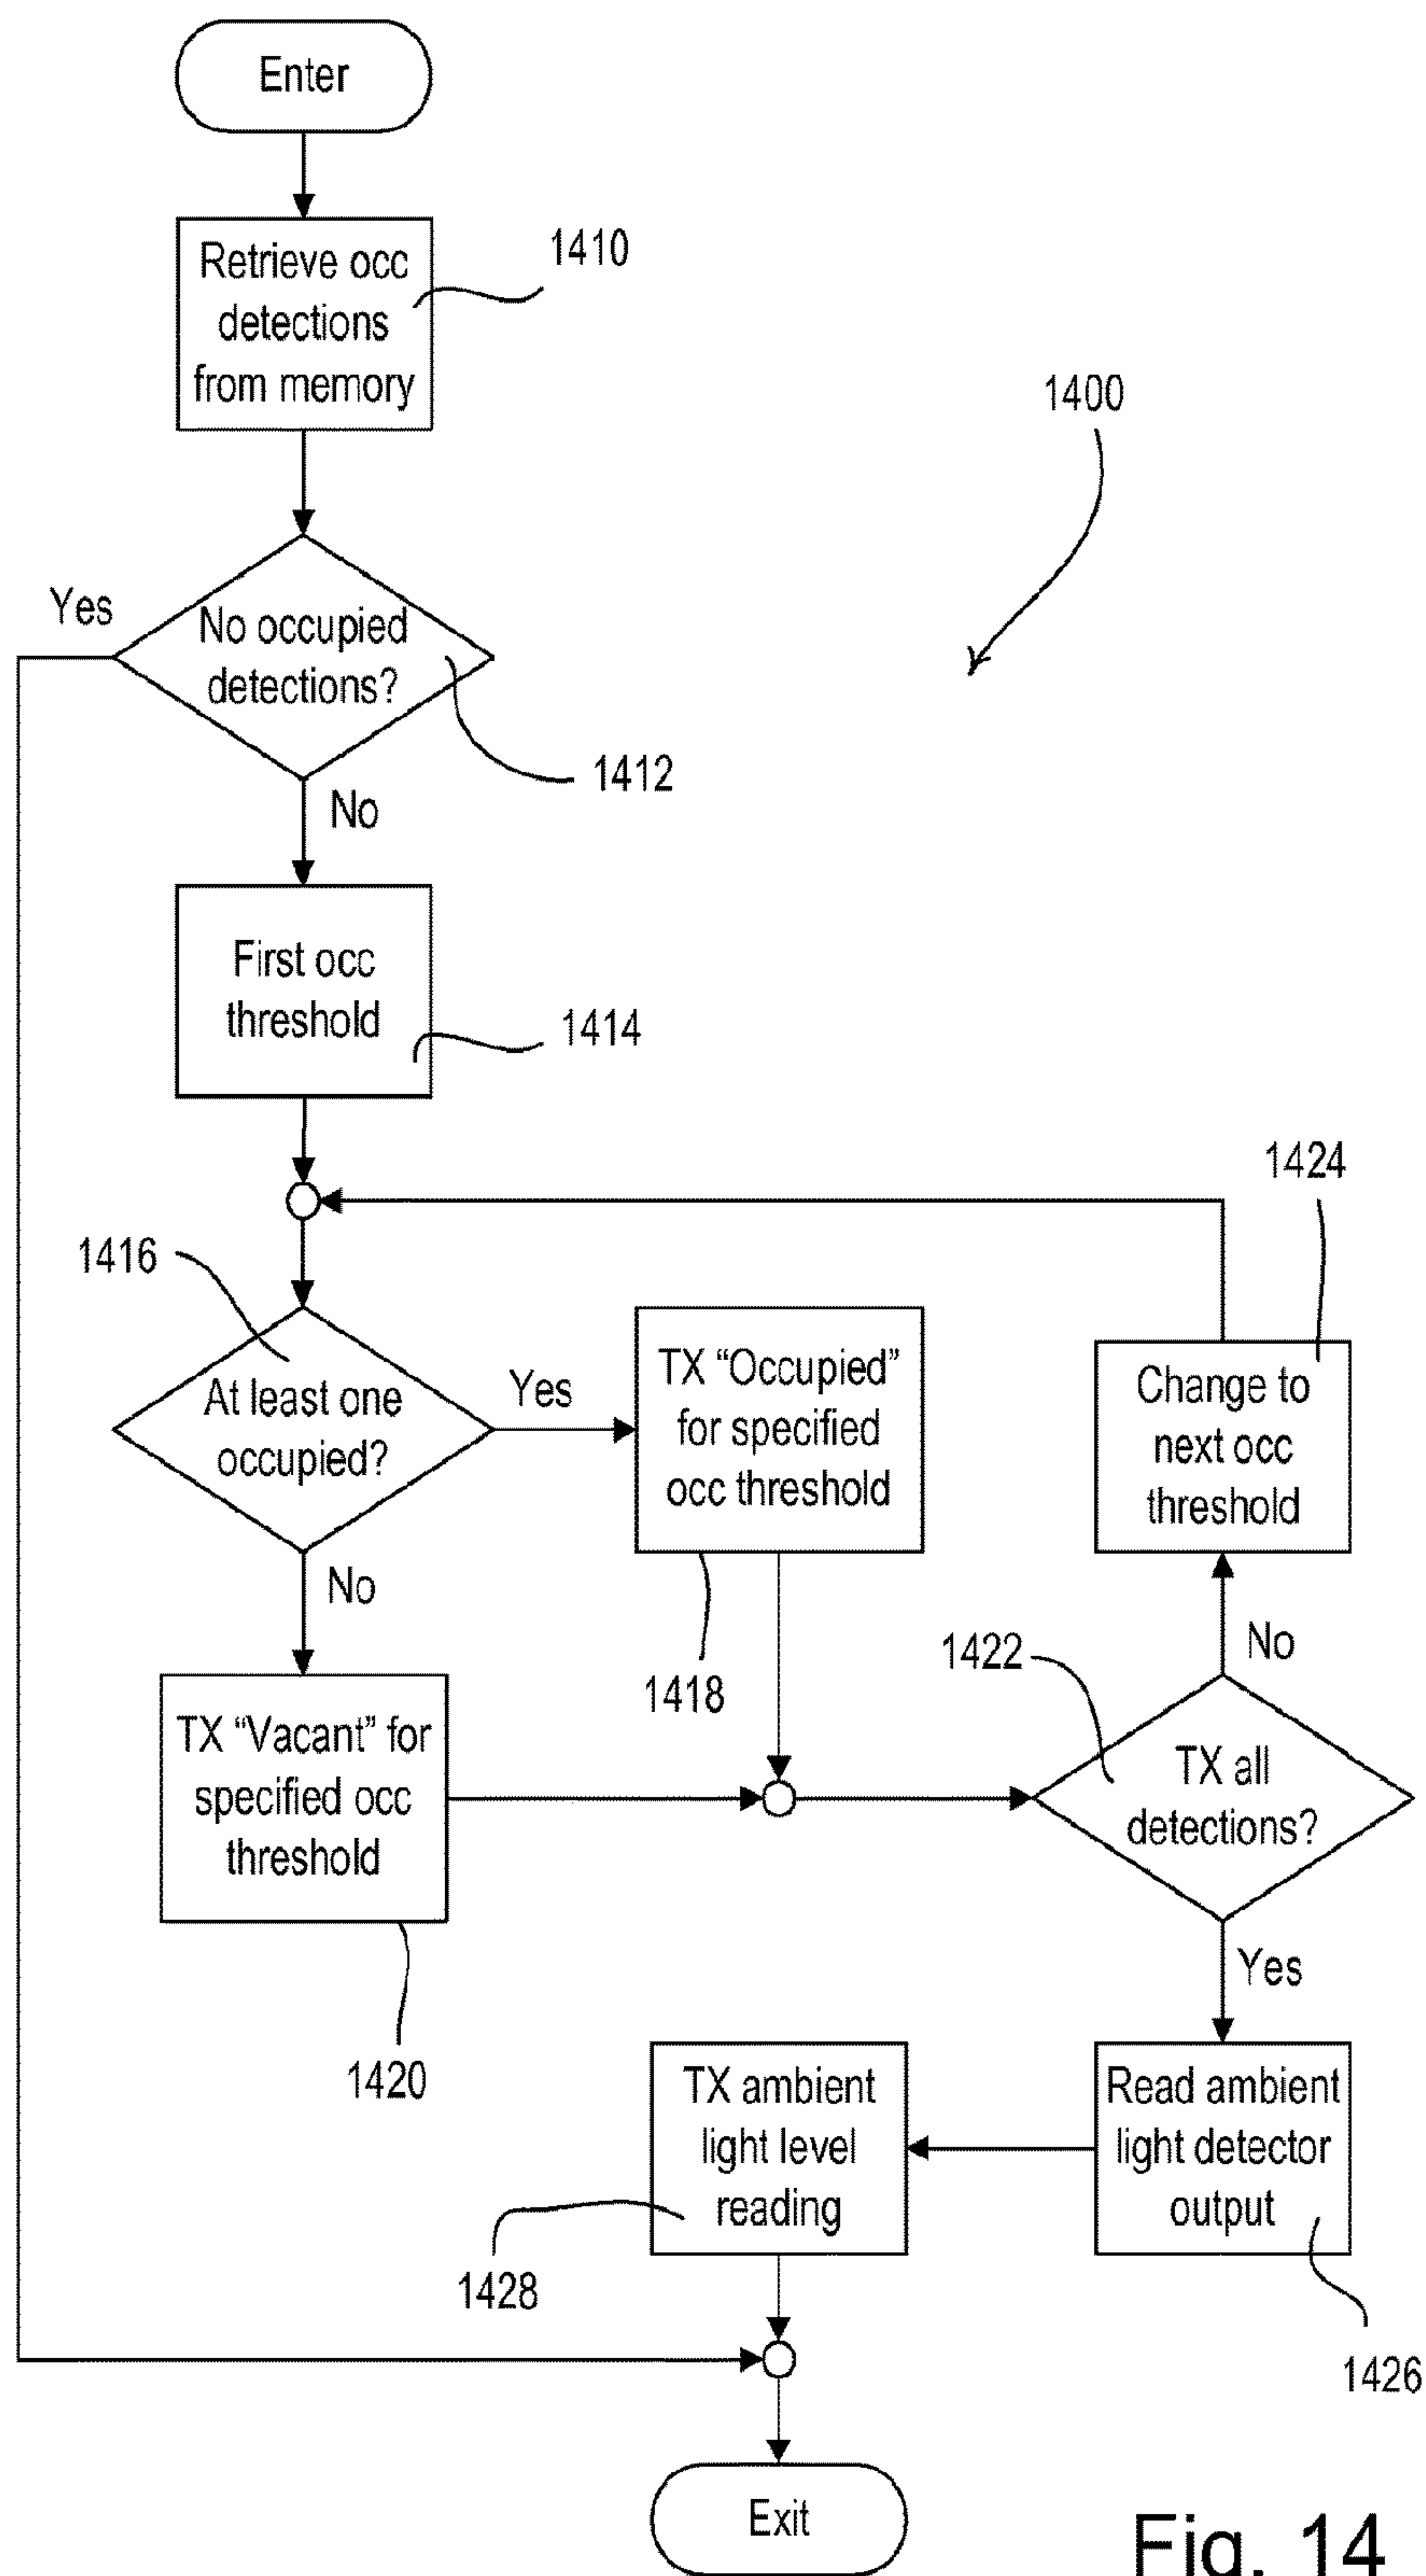 Enter
Retrieve occ
detections
from memory
1410
1400
Yes
No occupied
detections?
1412
No
First occ
threshold
1414
1424
1416
At least one
occupied?
Yes
TX “Occupied”
for specified
occ threshold
Change to
next occ
threshold
No
1418
1422
No
TX “Vacant” for
specified occ
threshold
TX all
detections?
1420
Yes
TX ambient
light level
reading
Read ambient
light detector
output
1428
1426
Exit
Fig. 14